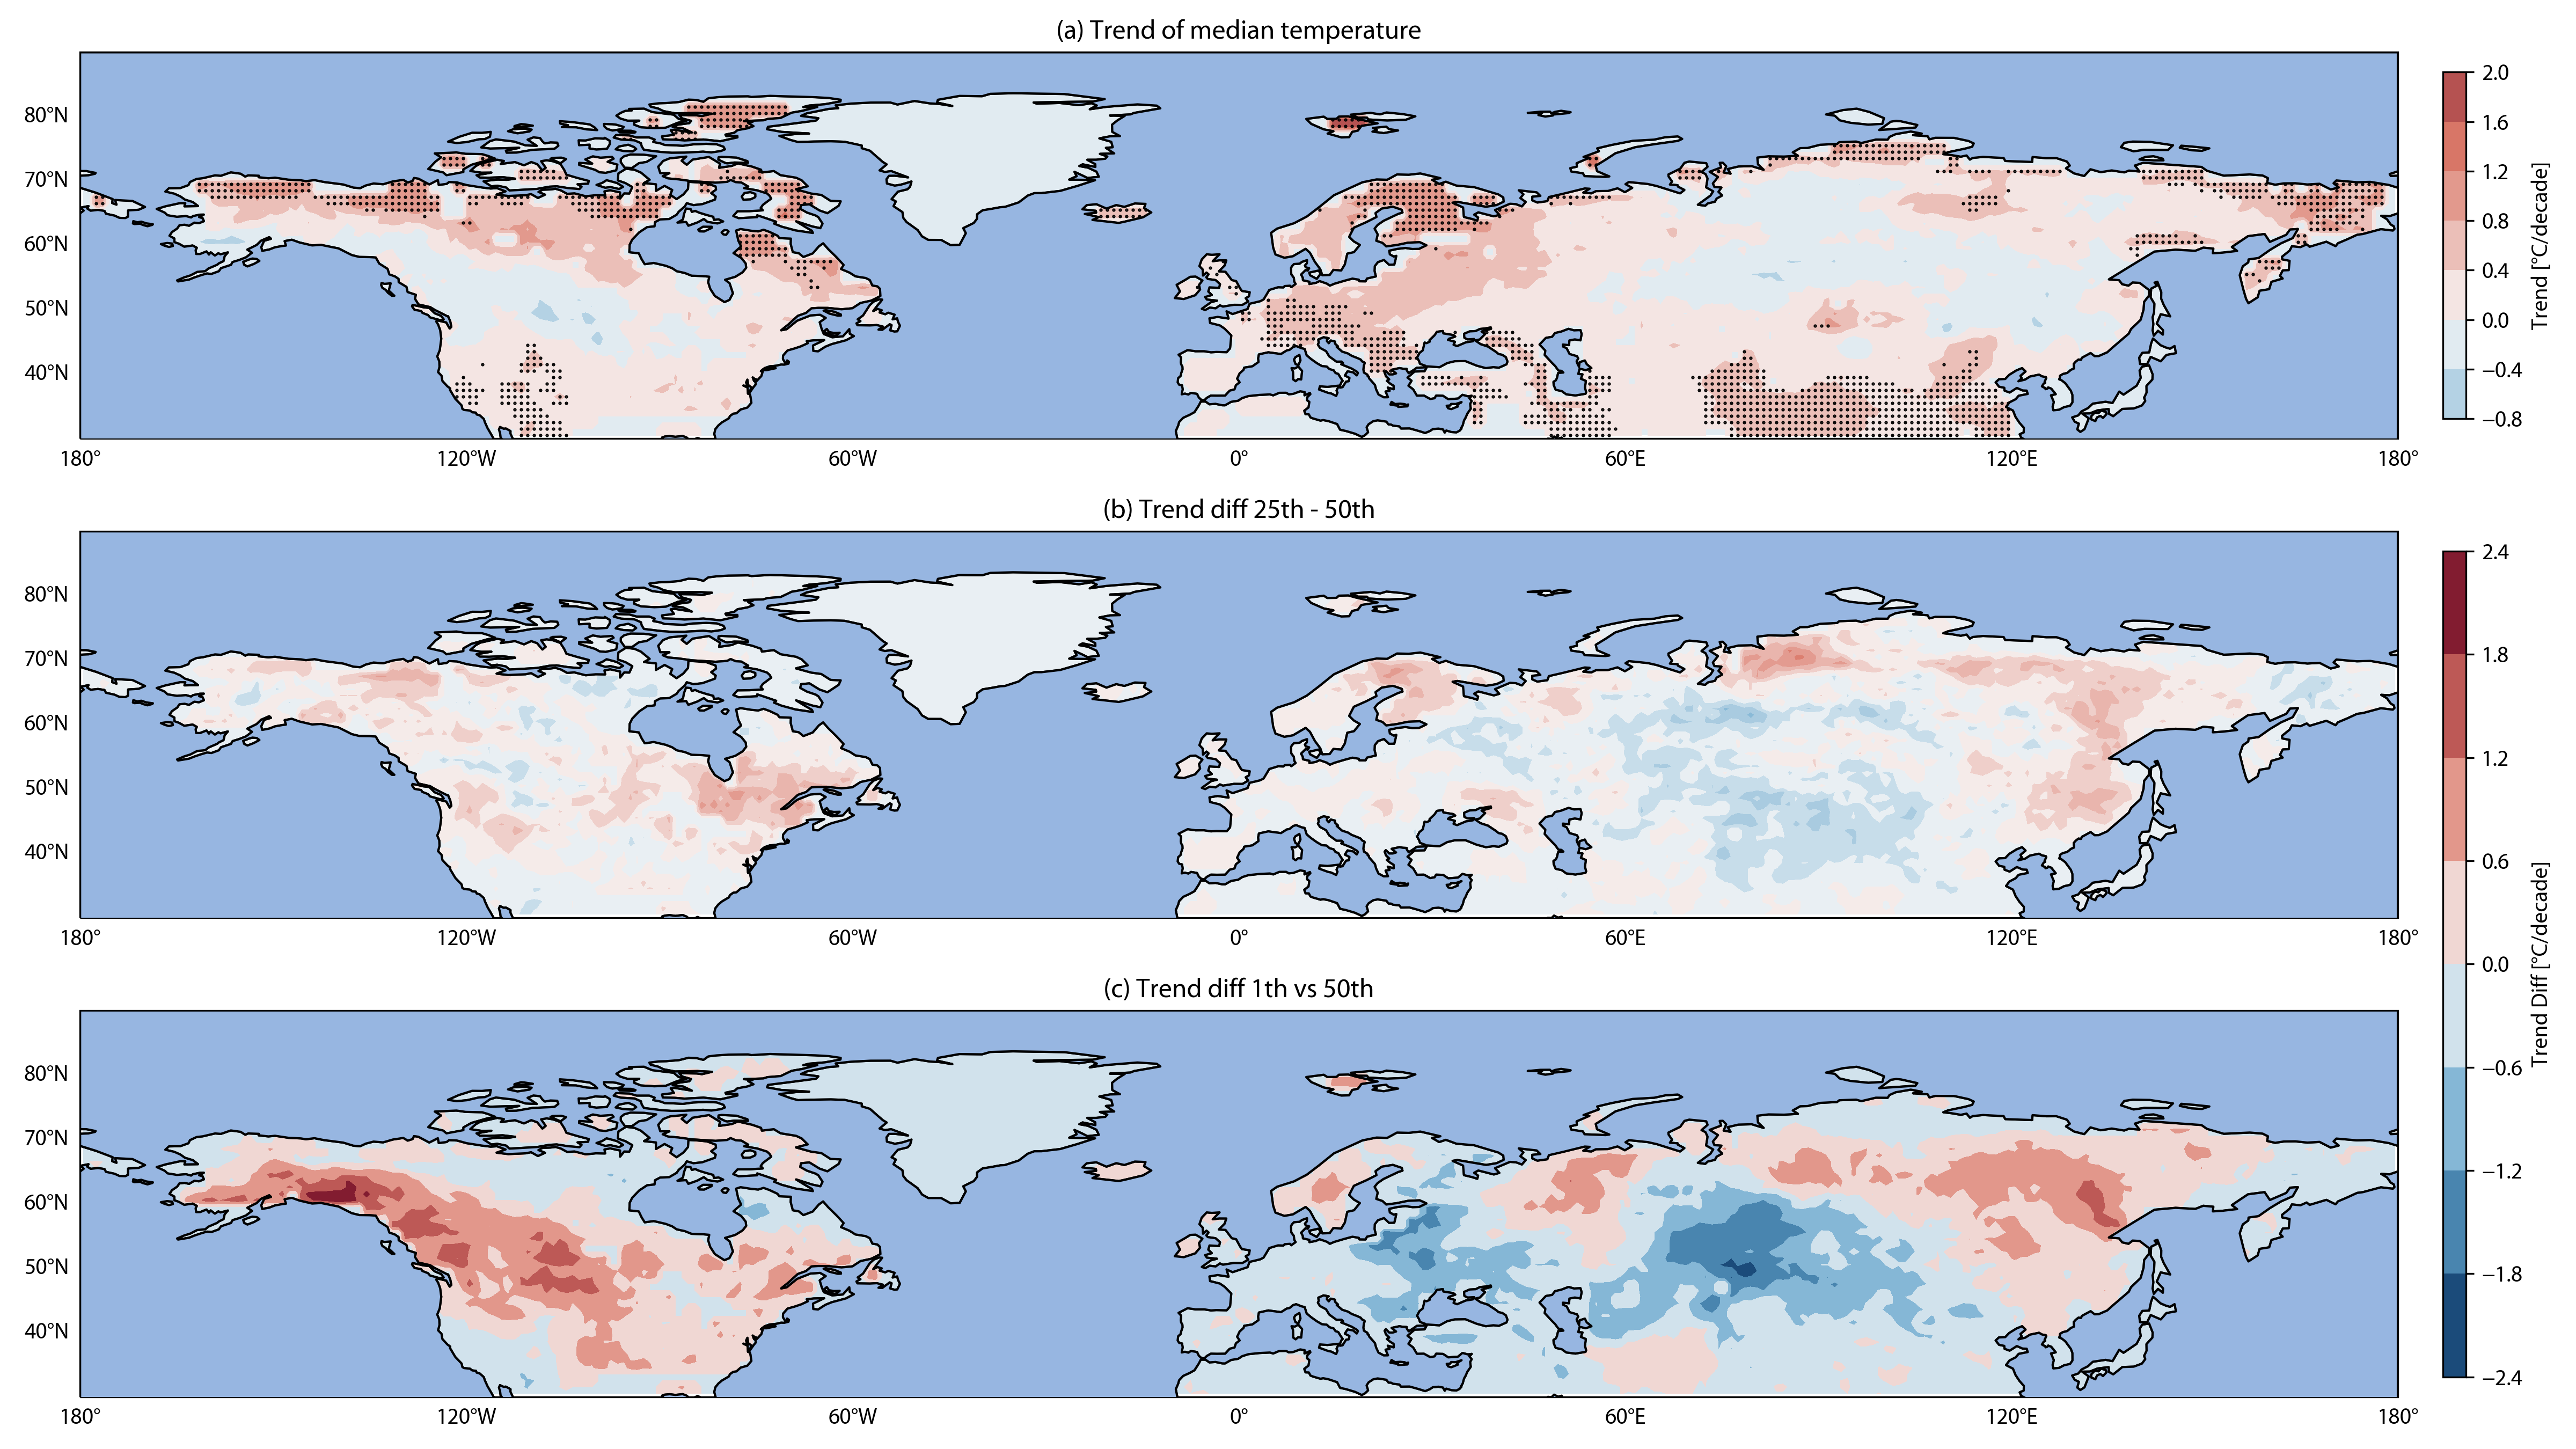 (a) Trend of median temperature
80°N
70°N
60°N
50°N
40°N
180°
120°W
60°W
0°
60°E
120°E
180°
2.0
1.6
1.2
0.8
0.4
0.0
−0.4
−0.8
Trend [°C/decade]
(b) Trend diff 25th - 50th
80°N
70°N
60°N
50°N
40°N
180°
120°W
60°W
0°
60°E
120°E
180°
(c) Trend diff 1th vs 50th
80°N
70°N
60°N
50°N
40°N
180°
120°W
60°W
0°
60°E
120°E
180°
2.4
1.8
1.2
0.6
0.0
−0.6
−1.2
−1.8
−2.4
Trend Diff [°C/decade]